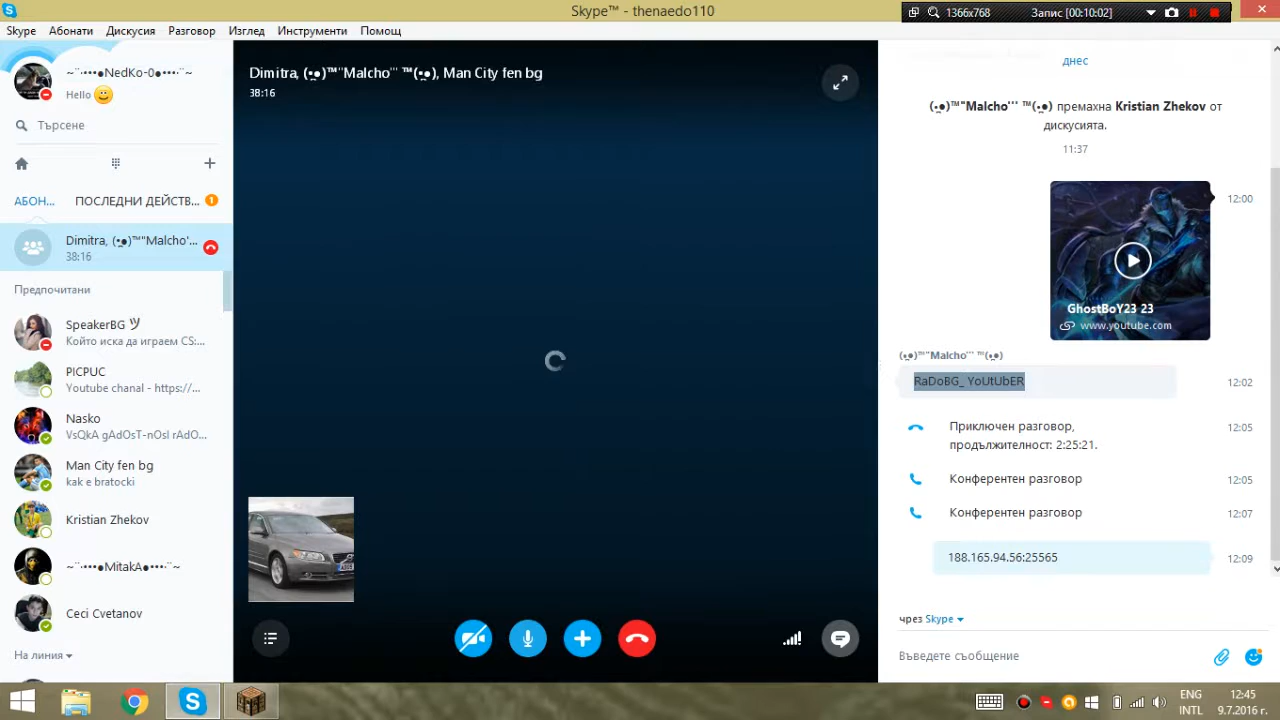 Skype™ - thenaedo110
1366x768
Запис [00:10:02]
Skype Абонати Дискусия Разговор Изглед Инструменти Помощ
~¨¨∙∙••●NedKo-0●••∙∙¨¨~
Hello
Търсене
АБОН... ПОСЛЕДНИ ДЕЙСТВ... 1
Dimitra, (•̪●)™"Malcho'...
38:16
Предпочитани
SpeakerBG ツ
Който иска да играем CS:...
PICPUC
Youtube chanal - https://...
Nasko
VsQkA gAdOsT-nOsI rAdO...
Man City fen bg
kak e bratocki
Kristian Zhekov
~¨¨∙∙••●MitakA●••∙∙¨¨~
Ceci Cvetanov
На линия
Dimitra, (•̪●)™"Malcho''' ™(•̪●), Man City fen bg
38:16
днес
(•̪●)™"Malcho''' ™(•̪●) премахна Kristian Zhekov от
дискусията.
11:37
12:00
GhostBoY23 23
www.youtube.com
(•̪●)™"Malcho''' ™(•̪●)
RaDoBG_ YoUtUbER 12:02
Приключен разговор, 12:05
продължителност: 2:25:21.
Конферентен разговор 12:05
Конферентен разговор 12:07
188.165.94.56:25565 12:09
чрез Skype
Въведете съобщение
ENG 12:45
INTL 9.7.2016 г.